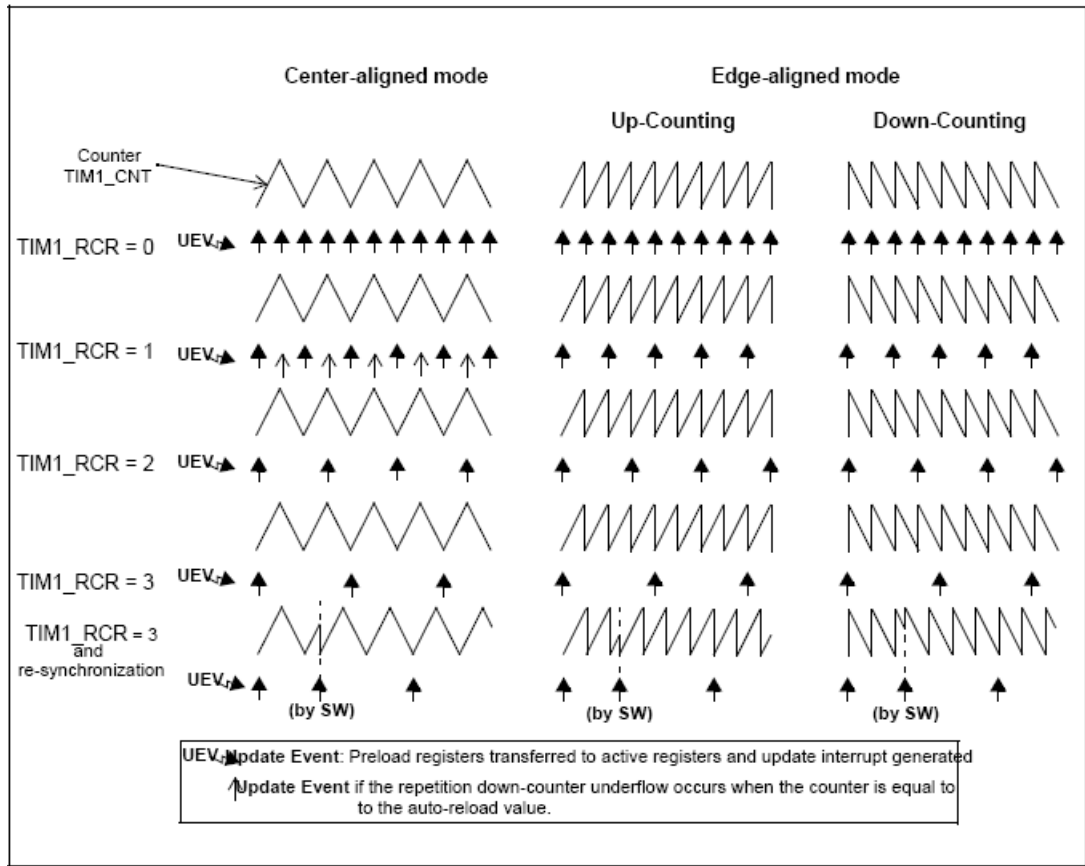 Center-aligned mode
Edge-aligned mode
Up-Counting
Down-Counting
Counter
TIM1_CNT
TIM1_RCR = 0
UEV
TIM1_RCR = 1
UEV
TIM1_RCR = 2
UEV
TIM1_RCR = 3
UEV
TIM1_RCR = 3
and
re-synchronization
UEV
(by SW)
(by SW)
(by SW)
UEV Update Event: Preload registers transferred to active registers and update interrupt generated
Update Event if the repetition down-counter underflow occurs when the counter is equal to
to the auto-reload value.